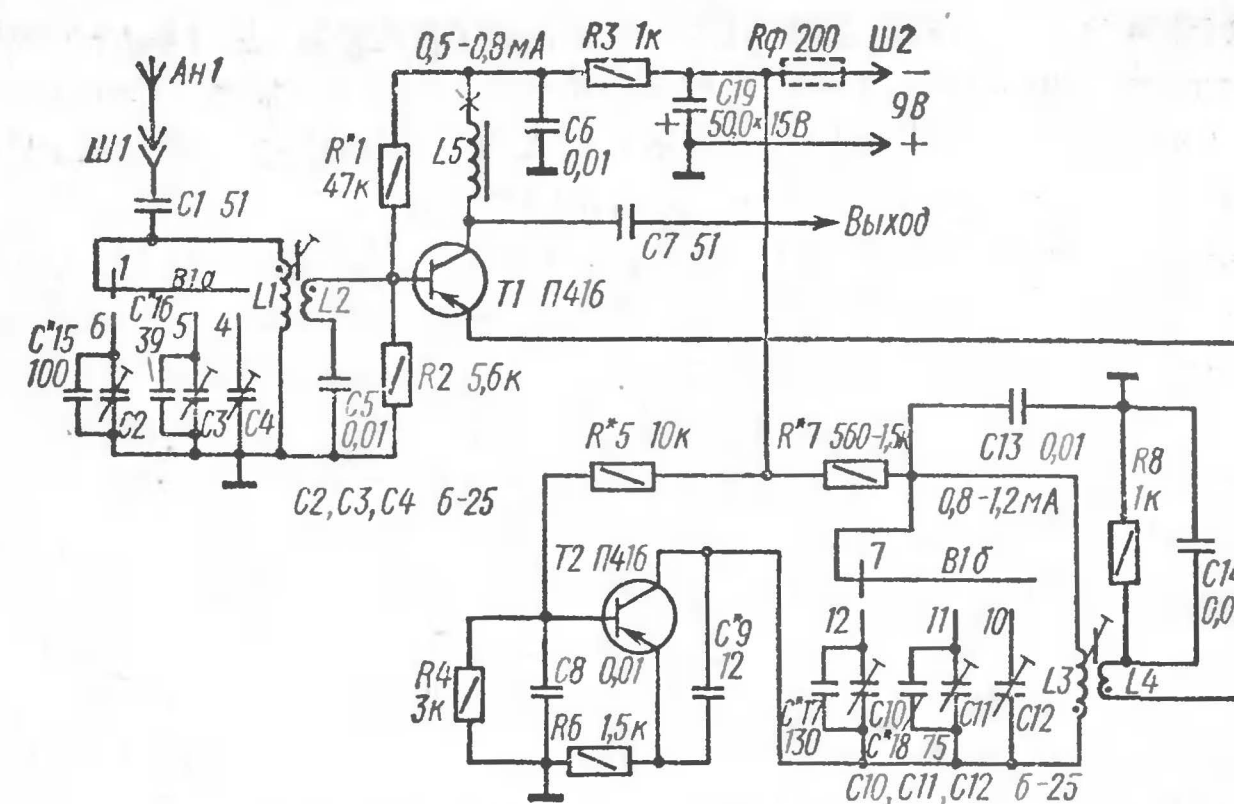 0,5-0,8мА
R3 1к
Rф 200
Ш2
−
9В
+
Ан1
Ш1
C1 51
R*1
47к
L5
C6
0,01
C19
50,0×15В
+
C7 51
Выход
1
В1а
L1
L2
T1 П416
C*15
100
C*16
39
6
5
4
C2
C3
C4
C5
0,01
R2 5,6к
C2, C3, C4 6-25
R*5 10к
R*7 560-1,5к
C13 0,01
0,8-1,2мА
R8
1к
C14
T2 П416
7
В1б
12
11
10
R4
3к
C8
0,01
C*9
12
R6 1,5к
C*17
130
C10
C*18 75
C11
C12
L3
L4
C10, C11, C12 6-25